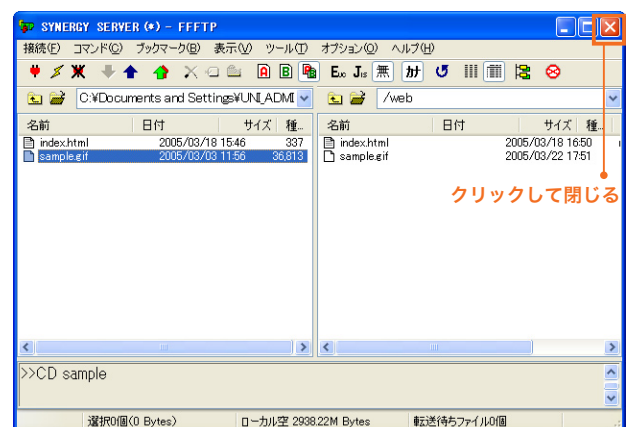 SYNERGY SERVER (*) - FFFTP
接続(F) コマンド(C) ブックマーク(B) 表示(V) ツール(T) オプション(O) ヘルプ(H)
A B B Euc Jis 無 カナ
C:¥Documents and Settings¥UNI_ADMI /web
名前 日付 サイズ 種... 名前 日付 サイズ 種...
index.html 2005/03/18 15:46 337 index.html 2005/03/18 16:50
sample.gif 2005/03/03 11:56 36,813 sample.gif 2005/03/22 17:51
クリックして閉じる
>>CD sample
選択0個(0 Bytes) ローカル空 2938.22M Bytes 転送待ちファイル0個